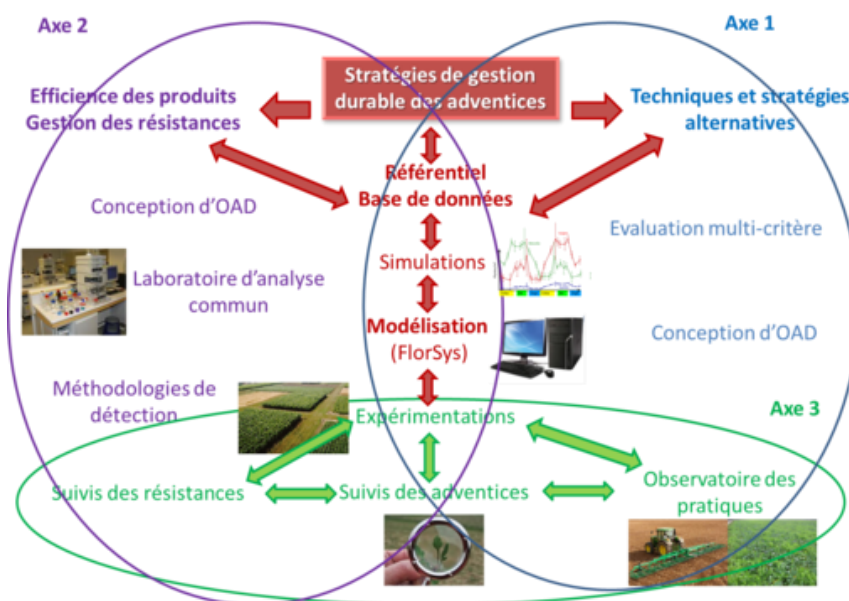 Axe 2
Axe 1
Stratégies de gestion
durable des adventices
Efficience des produits
Gestion des résistances
Techniques et stratégies
alternatives
Référentiel
Base de données
Conception d'OAD
Evaluation multi-critère
Simulations
Laboratoire d'analyse
commun
Modélisation
(FlorSys)
Conception d'OAD
Méthodologies de
détection
Axe 3
Expérimentations
Suivis des résistances
Suivis des adventices
Observatoire des
pratiques